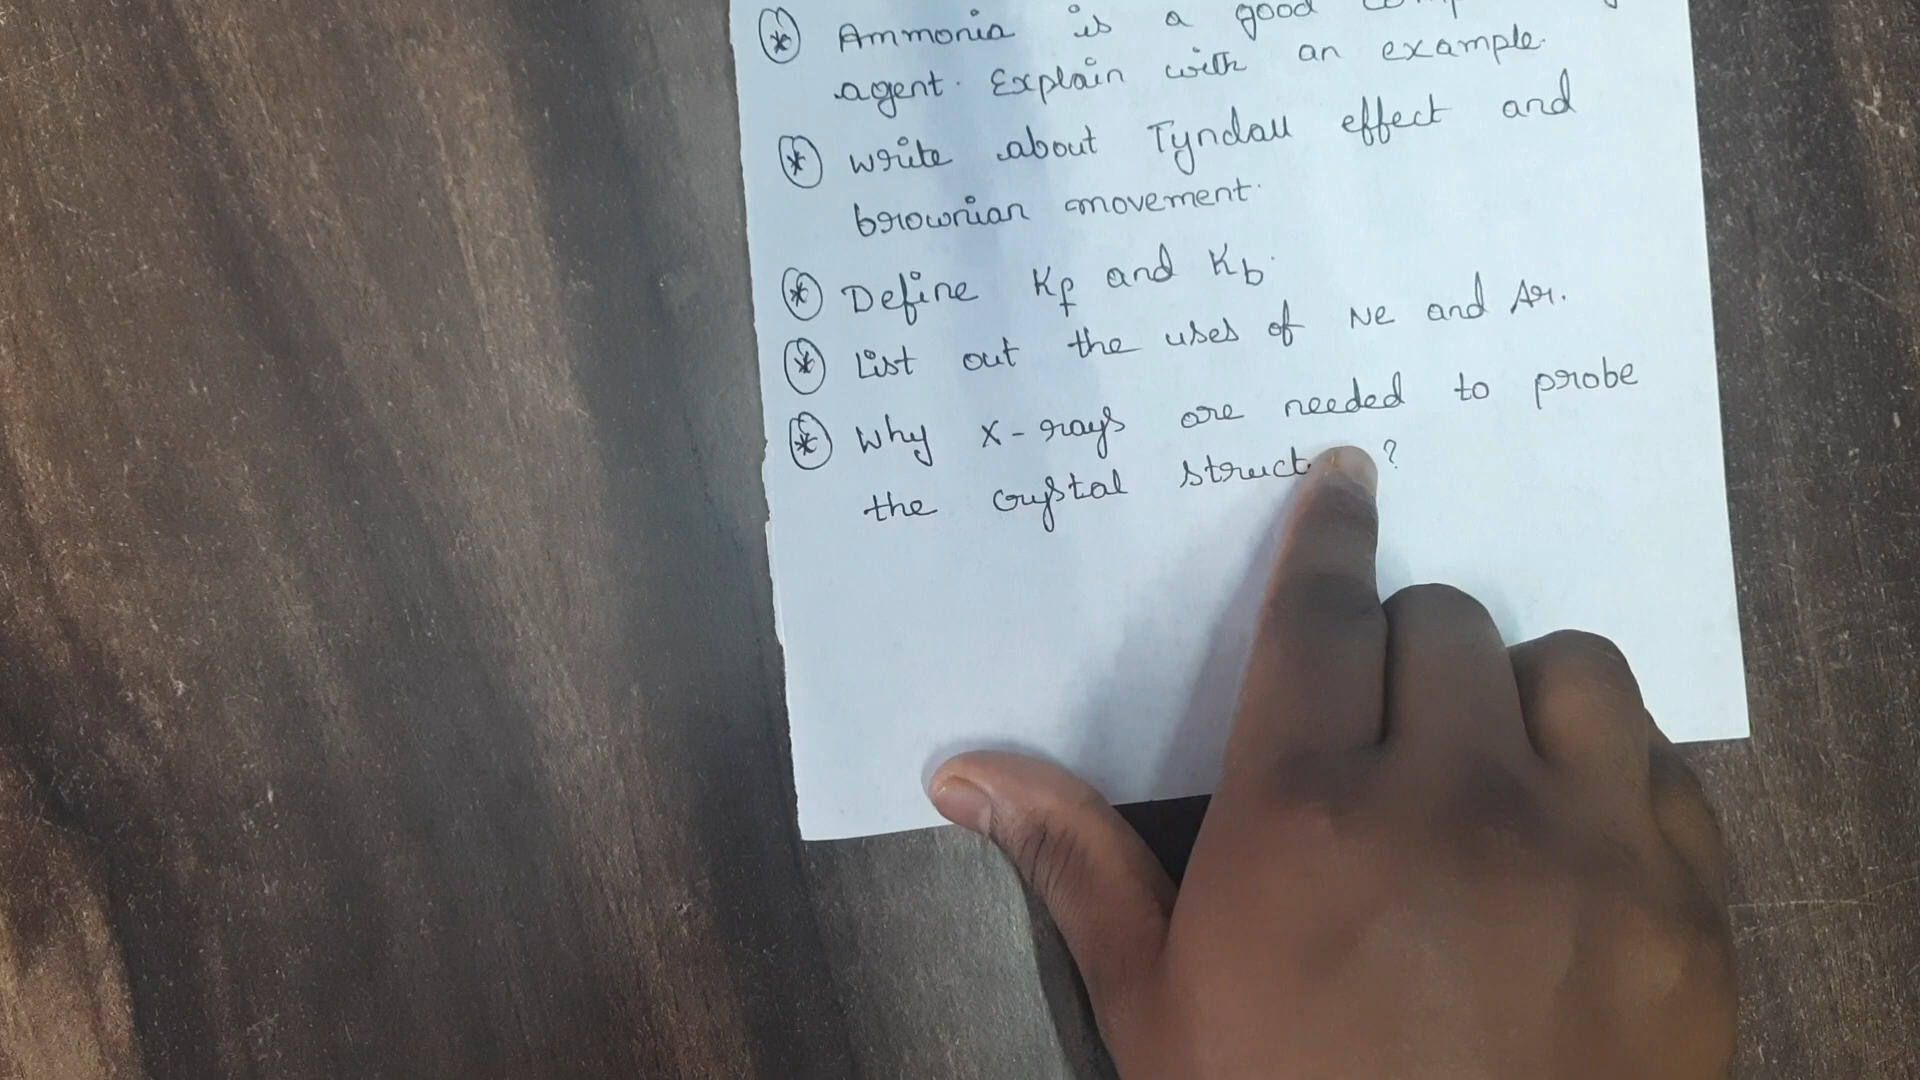 Ammonia is a good
agent. Explain with an example.
write about Tyndall effect and
brownian movement.
Define Kf and Kb.
List out the uses of Ne and Ar.
Why x-rays are needed to probe
the crystal ?